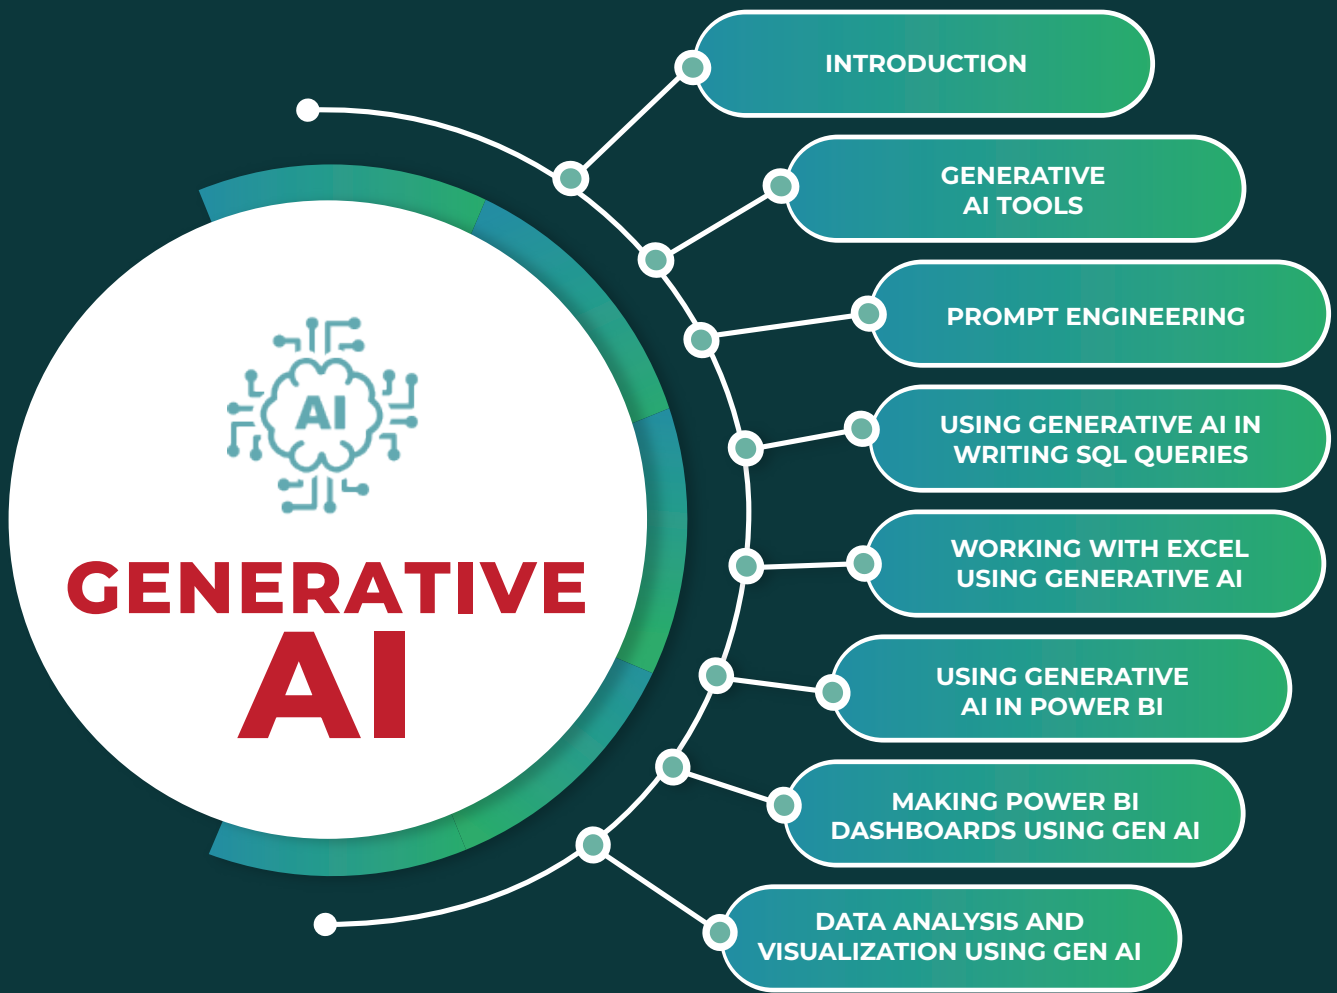 AI
GENERATIVE
AI
INTRODUCTION
GENERATIVE
AI TOOLS
PROMPT ENGINEERING
USING GENERATIVE AI IN
WRITING SQL QUERIES
WORKING WITH EXCEL
USING GENERATIVE AI
USING GENERATIVE
AI IN POWER BI
MAKING POWER BI
DASHBOARDS USING GEN AI
DATA ANALYSIS AND
VISUALIZATION USING GEN AI